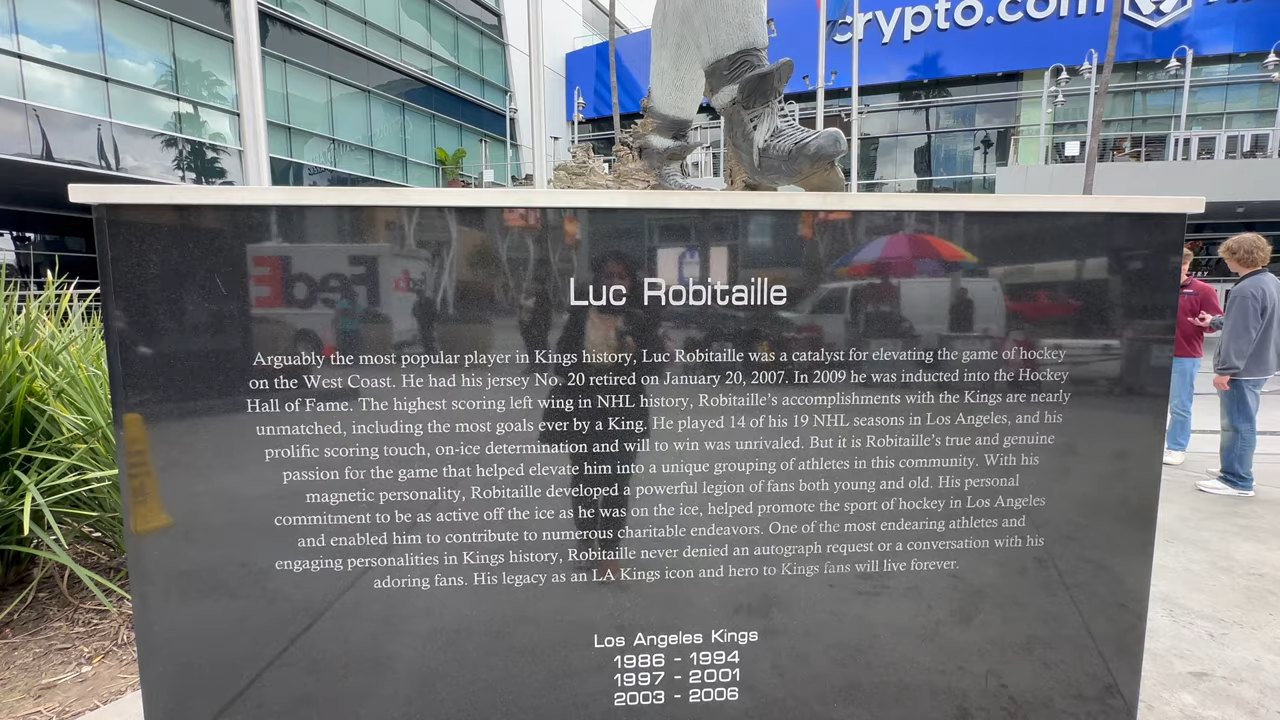 crypto.com
Luc Robitaille
Arguably the most popular player in Kings history, Luc Robitaille was a catalyst for elevating the game of hockey
on the West Coast. He had his jersey No. 20 retired on January 20, 2007. In 2009 he was inducted into the Hockey
Hall of Fame. The highest scoring left wing in NHL history, Robitaille's accomplishments with the Kings are nearly
unmatched, including the most goals ever by a King. He played 14 of his 19 NHL seasons in Los Angeles, and his
prolific scoring touch, on-ice determination and will to win was unrivaled. But it is Robitaille's true and genuine
passion for the game that helped elevate him into a unique grouping of athletes in this community. With his
magnetic personality, Robitaille developed a powerful legion of fans both young and old. His personal
commitment to be as active off the ice as he was on the ice, helped promote the sport of hockey in Los Angeles
and enabled him to contribute to numerous charitable endeavors. One of the most endearing athletes and
engaging personalities in Kings history, Robitaille never denied an autograph request or a conversation with his
adoring fans. His legacy as an LA Kings icon and hero to Kings fans will live forever.
Los Angeles Kings
1986 - 1994
1997 - 2001
2003 - 2006
FedEx